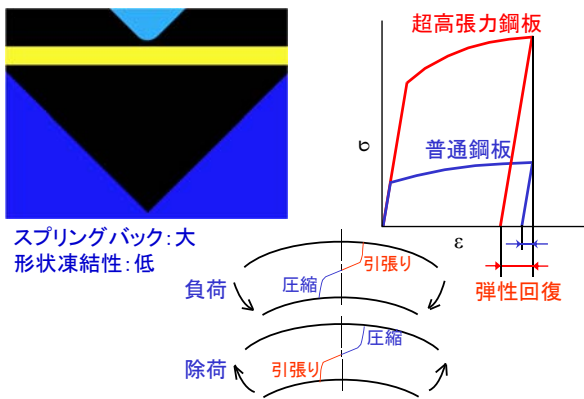 超高張力鋼板
σ
普通鋼板
ε
弾性回復
スプリングバック：大
形状凍結性：低
負荷
圧縮
引張り
除荷
圧縮
引張り